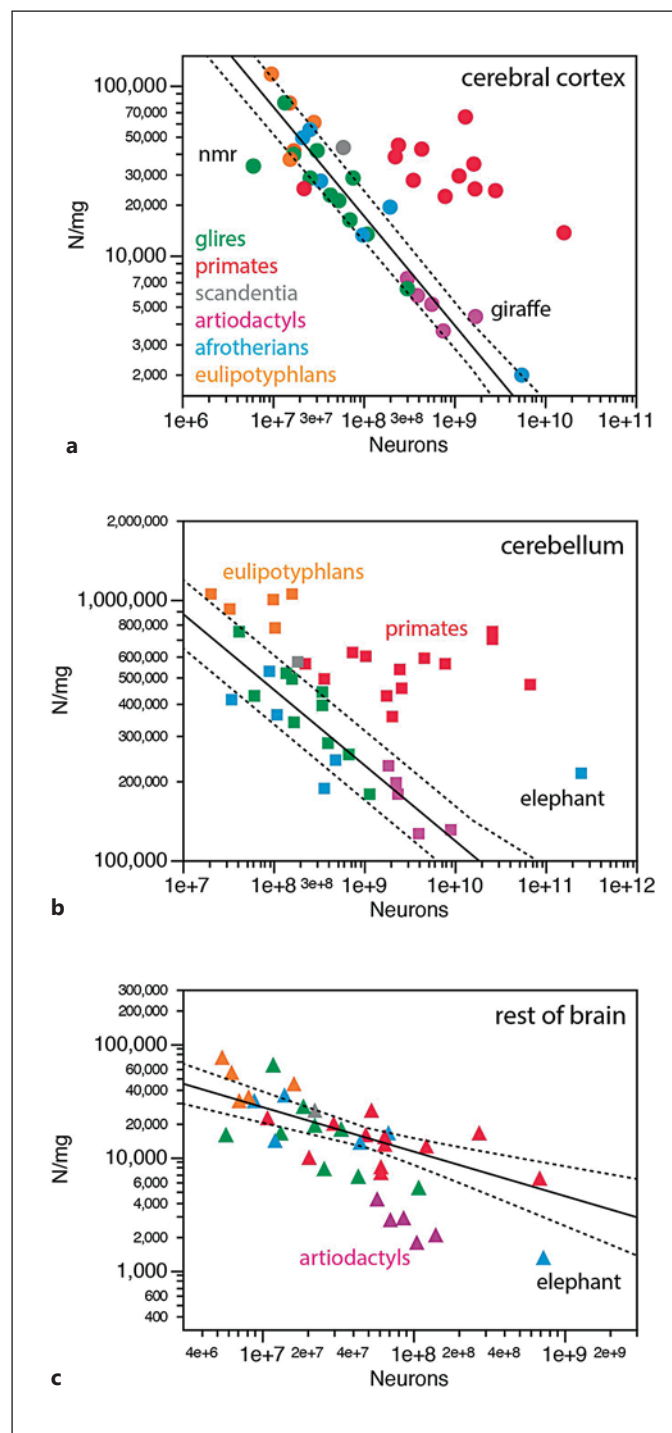 cerebral cortex
100,000
70,000
50,000
nmr
30,000
20,000
N/mg
glires
10,000
primates
7,000
scandentia
5,000
artiodactyls
giraffe
3,000
afrotherians
2,000
eulipotyphlans
1e+6 1e+7 3e+7 1e+8 3e+8 1e+9 1e+10 1e+11
a
Neurons
2,000,000
cerebellum
eulipotyphlans
1,000,000
800,000
primates
600,000
500,000
N/mg
400,000
300,000
200,000
elephant
100,000
1e+7 1e+8 3e+8 1e+9 1e+10 1e+11 1e+12
b
Neurons
300,000
200,000
rest of brain
100,000
60,000
40,000
20,000
N/mg
10,000
6,000
4,000
2,000
artiodactyls
1,000
elephant
600
400
4e+6 1e+7 2e+7 4e+7 1e+8 2e+8 4e+8 1e+9 2e+9
c
Neurons